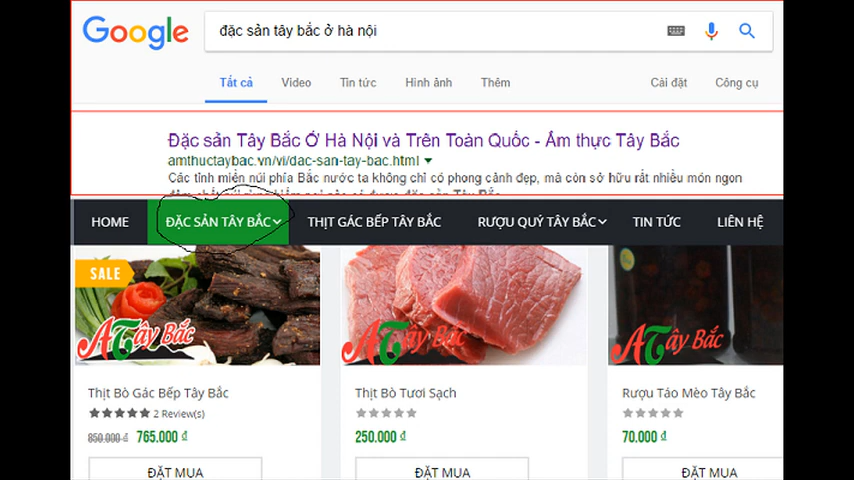 Google
đặc sản tây bắc ở hà nội
Tất cả Video Tin tức Hình ảnh Thêm Cài đặt Công cụ
Đặc sản Tây Bắc Ở Hà Nội và Trên Toàn Quốc - Ẩm thực Tây Bắc
amthuctaybac.vn/vi/dac-san-tay-bac.html
Các tỉnh miền núi phía Bắc nước ta không chỉ có phong cảnh đẹp, mà còn sở hữu rất nhiều món ngon
HOME ĐẶC SẢN TÂY BẮC THỊT GÁC BẾP TÂY BẮC RƯỢU QUÝ TÂY BẮC TIN TỨC LIÊN HỆ
SALE
ATây Bắc ATây Bắc ATây Bắc
Thịt Bò Gác Bếp Tây Bắc Thịt Bò Tươi Sạch Rượu Táo Mèo Tây Bắc
2 Review(s)
850.000 đ 765.000 đ 250.000 đ 70.000 đ
ĐẶT MUA ĐẶT MUA ĐẶT MUA